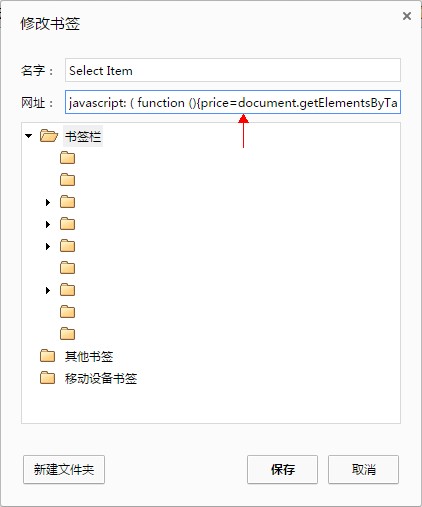 修改书签
名字： Select Item
网址： javascript: ( function (){price=document.getElementsByTa
书签栏
其他书签
移动设备书签
新建文件夹 保存 取消